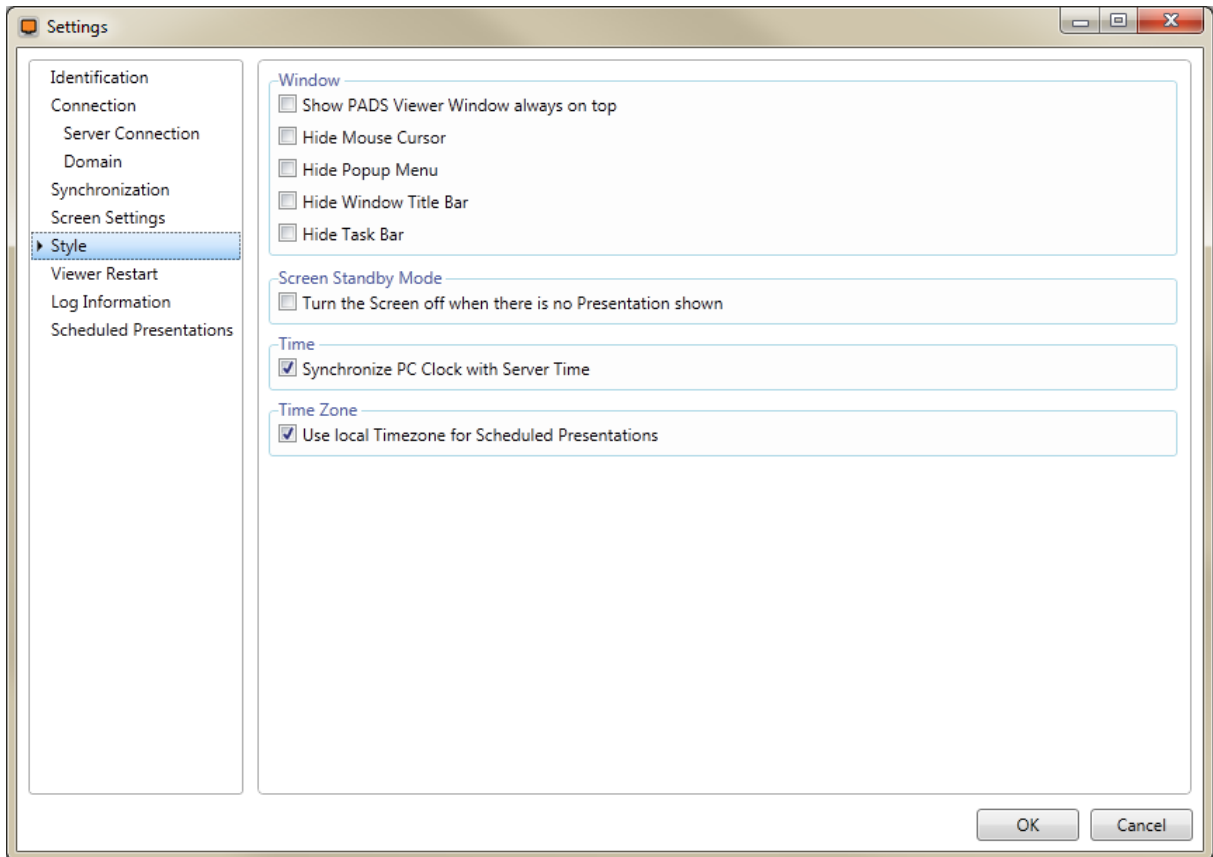 Settings
Identification
Connection
Server Connection
Domain
Synchronization
Screen Settings
Style
Viewer Restart
Log Information
Scheduled Presentations
Window
Show PADS Viewer Window always on top
Hide Mouse Cursor
Hide Popup Menu
Hide Window Title Bar
Hide Task Bar
Screen Standby Mode
Turn the Screen off when there is no Presentation shown
Time
Synchronize PC Clock with Server Time
Time Zone
Use local Timezone for Scheduled Presentations
OK
Cancel